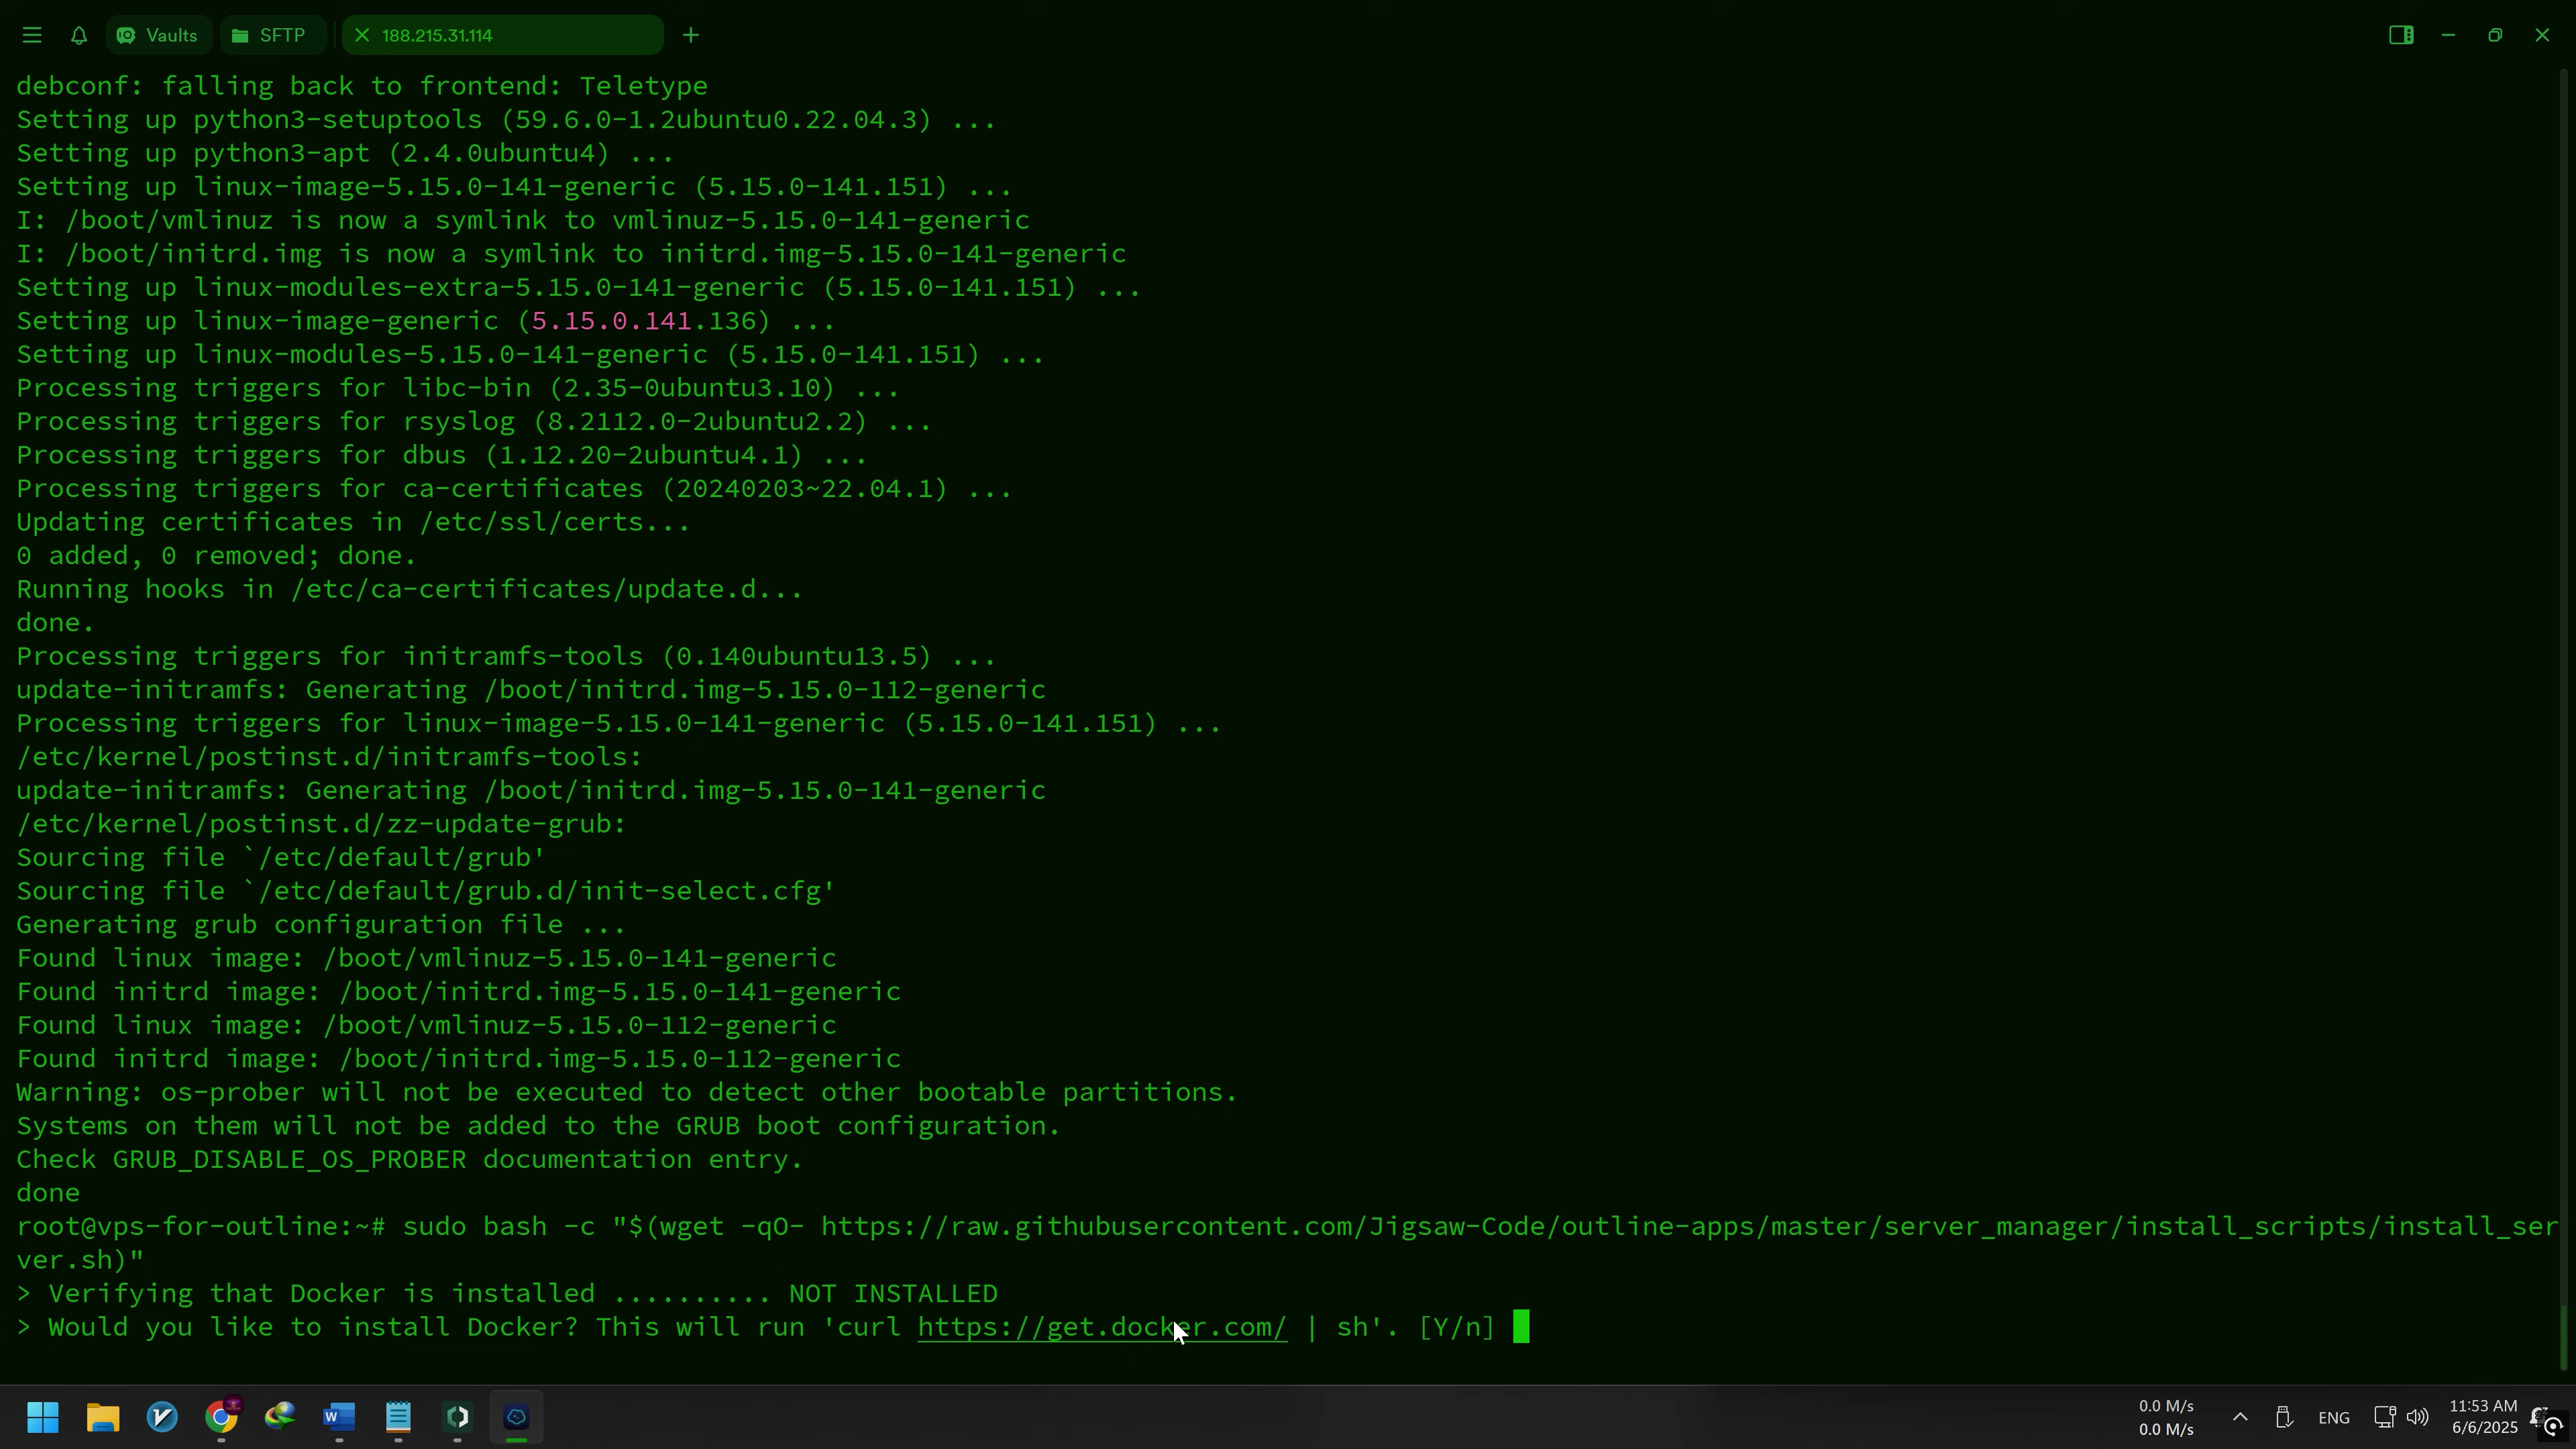 Vaults
SFTP
188.215.31.114
debconf: falling back to frontend: Teletype
Setting up python3-setuptools (59.6.0-1.2ubuntu0.22.04.3) ...
Setting up python3-apt (2.4.0ubuntu4) ...
Setting up linux-image-5.15.0-141-generic (5.15.0-141.151) ...
I: /boot/vmlinuz is now a symlink to vmlinuz-5.15.0-141-generic
I: /boot/initrd.img is now a symlink to initrd.img-5.15.0-141-generic
Setting up linux-modules-extra-5.15.0-141-generic (5.15.0-141.151) ...
Setting up linux-image-generic (5.15.0.141.136) ...
Setting up linux-modules-5.15.0-141-generic (5.15.0-141.151) ...
Processing triggers for libc-bin (2.35-0ubuntu3.10) ...
Processing triggers for rsyslog (8.2112.0-2ubuntu2.2) ...
Processing triggers for dbus (1.12.20-2ubuntu4.1) ...
Processing triggers for ca-certificates (20240203~22.04.1) ...
Updating certificates in /etc/ssl/certs...
0 added, 0 removed; done.
Running hooks in /etc/ca-certificates/update.d...
done.
Processing triggers for initramfs-tools (0.140ubuntu13.5) ...
update-initramfs: Generating /boot/initrd.img-5.15.0-112-generic
Processing triggers for linux-image-5.15.0-141-generic (5.15.0-141.151) ...
/etc/kernel/postinst.d/initramfs-tools:
update-initramfs: Generating /boot/initrd.img-5.15.0-141-generic
/etc/kernel/postinst.d/zz-update-grub:
Sourcing file `/etc/default/grub'
Sourcing file `/etc/default/grub.d/init-select.cfg'
Generating grub configuration file ...
Found linux image: /boot/vmlinuz-5.15.0-141-generic
Found initrd image: /boot/initrd.img-5.15.0-141-generic
Found linux image: /boot/vmlinuz-5.15.0-112-generic
Found initrd image: /boot/initrd.img-5.15.0-112-generic
Warning: os-prober will not be executed to detect other bootable partitions.
Systems on them will not be added to the GRUB boot configuration.
Check GRUB_DISABLE_OS_PROBER documentation entry.
done
root@vps-for-outline:~# sudo bash -c "$(wget -qO- https://raw.githubusercontent.com/Jigsaw-Code/outline-apps/master/server_manager/install_scripts/install_ser
ver.sh)"
> Verifying that Docker is installed .......... NOT INSTALLED
> Would you like to install Docker? This will run 'curl https://get.docker.com/ | sh'. [Y/n]
0.0 M/s
0.0 M/s
ENG
11:53 AM
6/6/2025